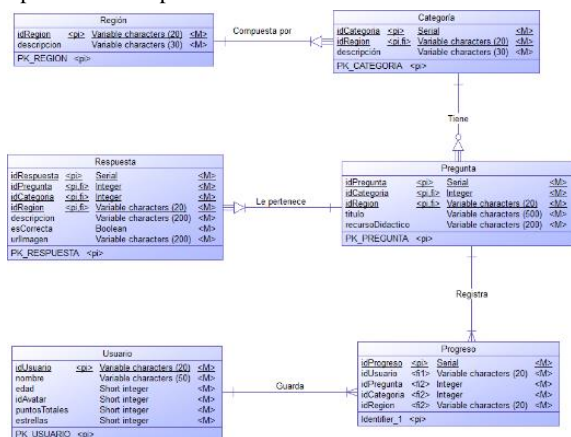 Región
idRegion <pi> Variable characters (20) <M>
descripcion Variable characters (30) <M>
PK_REGION <pi>
Compuesta por
Categoría
idCategoria <pi> Serial <M>
idRegion <pi,fi> Variable characters (20) <M>
descripción Variable characters (30) <M>
PK_CATEGORIA <pi>
Tiene
Respuesta
idRespuesta <pi> Serial <M>
idPregunta <pi,fi> Integer <M>
idCategoria <pi,fi> Integer <M>
idRegion <pi,fi> Variable characters (20) <M>
descripcion Variable characters (200) <M>
esCorrecta Boolean <M>
urlImagen Variable characters (200) <M>
PK_RESPUESTA <pi>
Le pertenece
Pregunta
idPregunta <pi> Serial <M>
idCategoria <pi,fi> Integer <M>
idRegion <pi,fi> Variable characters (20) <M>
titulo Variable characters (500) <M>
recursoDidactico Variable characters (200) <M>
PK_PREGUNTA <pi>
Registra
Usuario
idUsuario <pi> Variable characters (20) <M>
nombre Variable characters (50) <M>
edad Short integer <M>
idAvatar Short integer <M>
puntosTotales Short integer <M>
estrellas Short integer <M>
PK_USUARIO <pi>
Guarda
Progreso
idProgreso <pi> Serial <M>
idUsuario <fi1> Variable characters (20) <M>
idPregunta <fi2> Integer <M>
idCategoria <fi2> Integer <M>
idRegion <fi2> Variable characters (20) <M>
Identifier_1 <pi>